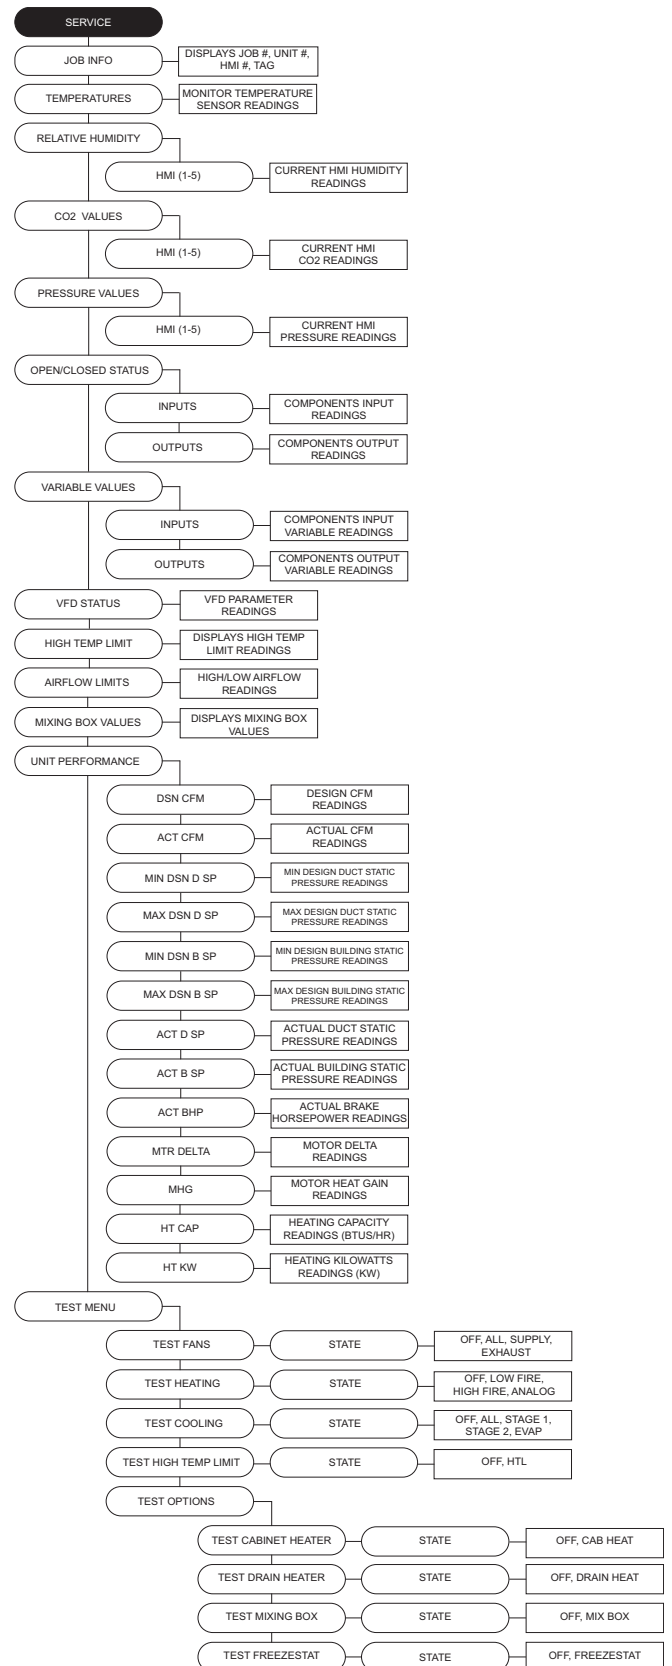 SERVICE
JOB INFO
DISPLAYS JOB #, UNIT #,
HMI #, TAG
TEMPERATURES
MONITOR TEMPERATURE
SENSOR READINGS
RELATIVE HUMIDITY
HMI (1-5)
CURRENT HMI HUMIDITY
READINGS
CO2 VALUES
HMI (1-5)
CURRENT HMI
CO2 READINGS
PRESSURE VALUES
HMI (1-5)
CURRENT HMI
PRESSURE READINGS
OPEN/CLOSED STATUS
INPUTS
COMPONENTS INPUT
READINGS
OUTPUTS
COMPONENTS OUTPUT
READINGS
VARIABLE VALUES
INPUTS
COMPONENTS INPUT
VARIABLE READINGS
OUTPUTS
COMPONENTS OUTPUT
VARIABLE READINGS
VFD STATUS
VFD PARAMETER
READINGS
HIGH TEMP LIMIT
DISPLAYS HIGH TEMP
LIMIT READINGS
AIRFLOW LIMITS
HIGH/LOW AIRFLOW
READINGS
MIXING BOX VALUES
DISPLAYS MIXING BOX
VALUES
UNIT PERFORMANCE
DSN CFM
DESIGN CFM
READINGS
ACT CFM
ACTUAL CFM
READINGS
MIN DSN D SP
MIN DESIGN DUCT STATIC
PRESSURE READINGS
MAX DSN D SP
MAX DESIGN DUCT STATIC
PRESSURE READINGS
MIN DSN B SP
MIN DESIGN BUILDING STATIC
PRESSURE READINGS
MAX DSN B SP
MAX DESIGN BUILDING STATIC
PRESSURE READINGS
ACT D SP
ACTUAL DUCT STATIC
PRESSURE READINGS
ACT B SP
ACTUAL BUILDING STATIC
PRESSURE READINGS
ACT BHP
ACTUAL BRAKE
HORSEPOWER READINGS
MTR DELTA
MOTOR DELTA
READINGS
MHG
MOTOR HEAT GAIN
READINGS
HT CAP
HEATING CAPACITY
READINGS (BTUS/HR)
HT KW
HEATING KILOWATTS
READINGS (KW)
TEST MENU
TEST FANS
STATE
OFF, ALL, SUPPLY,
EXHAUST
TEST HEATING
STATE
OFF, LOW FIRE,
HIGH FIRE, ANALOG
TEST COOLING
STATE
OFF, ALL, STAGE 1,
STAGE 2, EVAP
TEST HIGH TEMP LIMIT
STATE
OFF, HTL
TEST OPTIONS
TEST CABINET HEATER
STATE
OFF, CAB HEAT
TEST DRAIN HEATER
STATE
OFF, DRAIN HEAT
TEST MIXING BOX
STATE
OFF, MIX BOX
TEST FREEZESTAT
STATE
OFF, FREEZESTAT